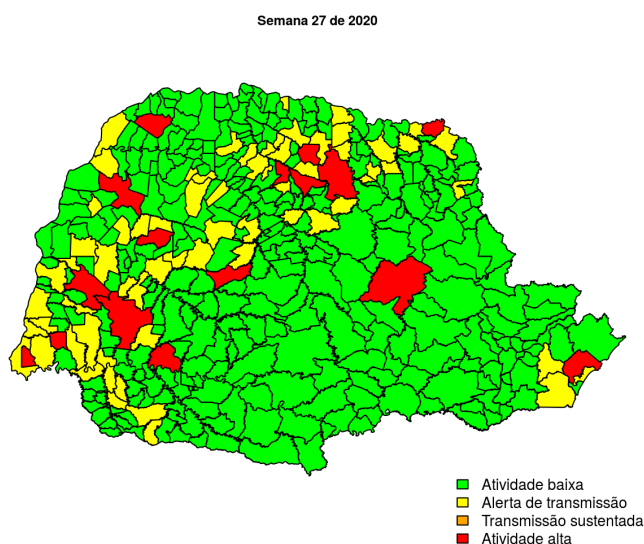 Semana 27 de 2020
Atividade baixa
Alerta de transmissão
Transmissão sustentada
Atividade alta